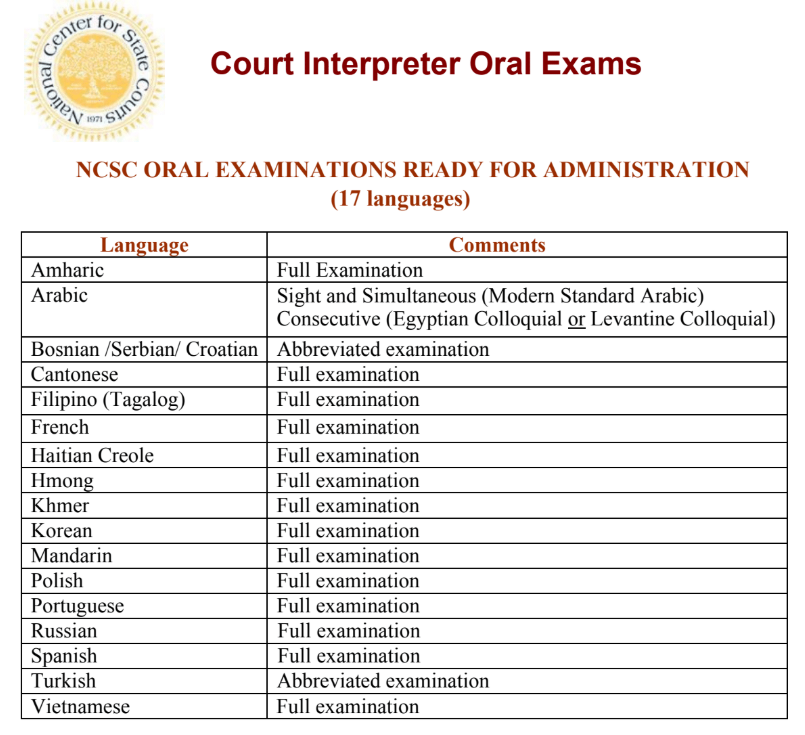 National Center for State Courts
1971
Court Interpreter Oral Exams
NCSC ORAL EXAMINATIONS READY FOR ADMINISTRATION
(17 languages)
Language Comments
Amharic Full Examination
Arabic Sight and Simultaneous (Modern Standard Arabic)
Consecutive (Egyptian Colloquial or Levantine Colloquial)
Bosnian /Serbian/ Croatian Abbreviated examination
Cantonese Full examination
Filipino (Tagalog) Full examination
French Full examination
Haitian Creole Full examination
Hmong Full examination
Khmer Full examination
Korean Full examination
Mandarin Full examination
Polish Full examination
Portuguese Full examination
Russian Full examination
Spanish Full examination
Turkish Abbreviated examination
Vietnamese Full examination